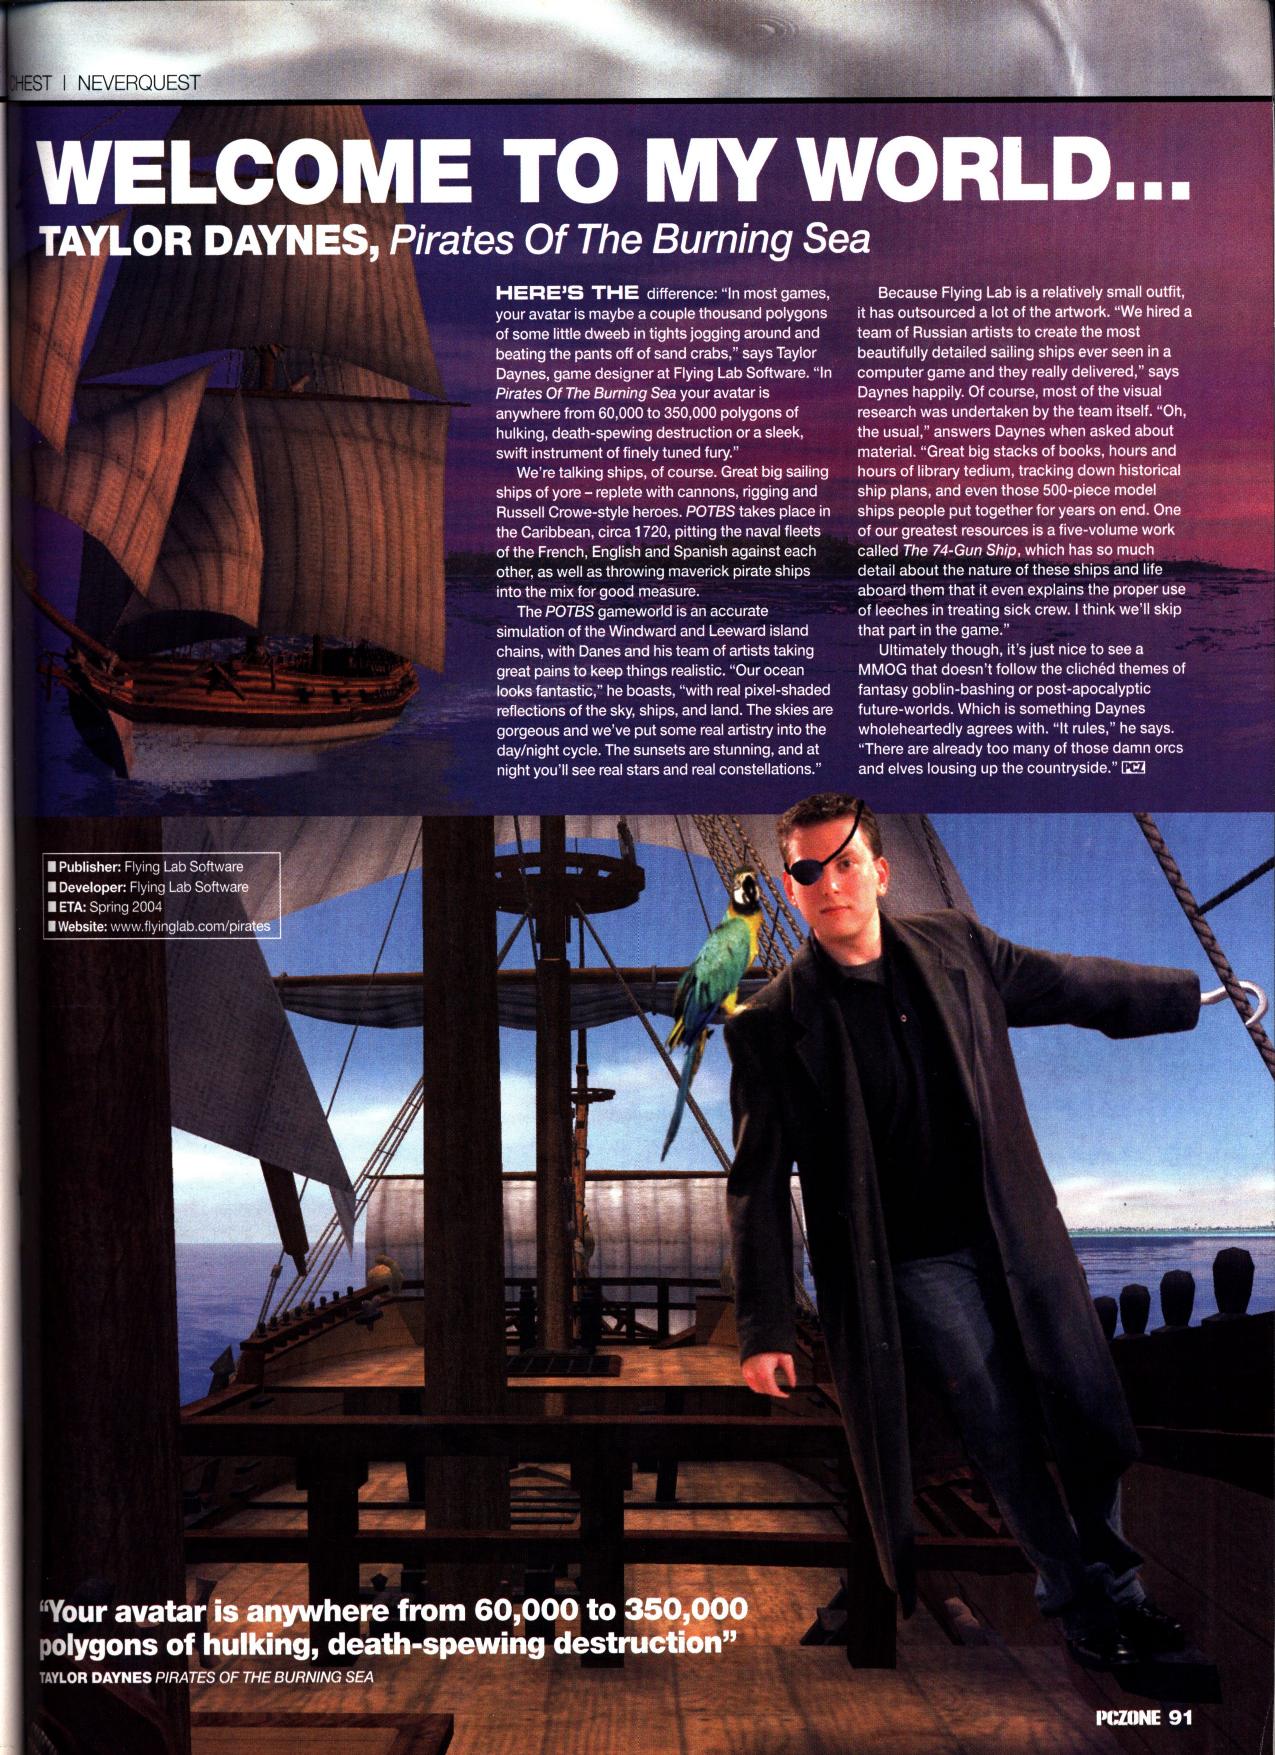 CHEST | NEVERQUEST
WELCOME TO MY WORLD...
TAYLOR DAYNES, Pirates Of The Burning Sea
HERE'S THE difference: “In most games,
your avatar is maybe a couple thousand polygons
of some little dweeb in tights jogging around and
beating the pants off of sand crabs,” says Taylor
Daynes, game designer at Flying Lab Software. “In
Pirates Of The Burning Sea your avatar is
anywhere from 60,000 to 350,000 polygons of
hulking, death-spewing destruction or a sleek,
swift instrument of finely tuned fury.”
We're talking ships, of course. Great big sailing
ships of yore – replete with cannons, rigging and
Russell Crowe-style heroes. POTBS takes place in
the Caribbean, circa 1720, pitting the naval fleets
of the French, English and Spanish against each
other, as well as throwing maverick pirate ships
into the mix for good measure.
The POTBS gameworld is an accurate
simulation of the Windward and Leeward island
chains, with Danes and his team of artists taking
great pains to keep things realistic. “Our ocean
looks fantastic,” he boasts, “with real pixel-shaded
reflections of the sky, ships, and land. The skies are
gorgeous and we've put some real artistry into the
day/night cycle. The sunsets are stunning, and at
night you'll see real stars and real constellations.”
Because Flying Lab is a relatively small outfit,
it has outsourced a lot of the artwork. “We hired a
team of Russian artists to create the most
beautifully detailed sailing ships ever seen in a
computer game and they really delivered,” says
Daynes happily. Of course, most of the visual
research was undertaken by the team itself. “Oh,
the usual,” answers Daynes when asked about
material. “Great big stacks of books, hours and
hours of library tedium, tracking down historical
ship plans, and even those 500-piece model
ships people put together for years on end. One
of our greatest resources is a five-volume work
called The 74-Gun Ship, which has so much
detail about the nature of these ships and life
aboard them that it even explains the proper use
of leeches in treating sick crew. I think we'll skip
that part in the game.”
Ultimately though, it's just nice to see a
MMOG that doesn't follow the clichéd themes of
fantasy goblin-bashing or post-apocalyptic
future-worlds. Which is something Daynes
wholeheartedly agrees with. “It rules,” he says.
“There are already too many of those damn orcs
and elves lousing up the countryside.” PCZ
Publisher: Flying Lab Software
Developer: Flying Lab Software
ETA: Spring 2004
Website: www.flyinglab.com/pirates
“Your avatar is anywhere from 60,000 to 350,000
polygons of hulking, death-spewing destruction”
TAYLOR DAYNES PIRATES OF THE BURNING SEA
PCZONE 91